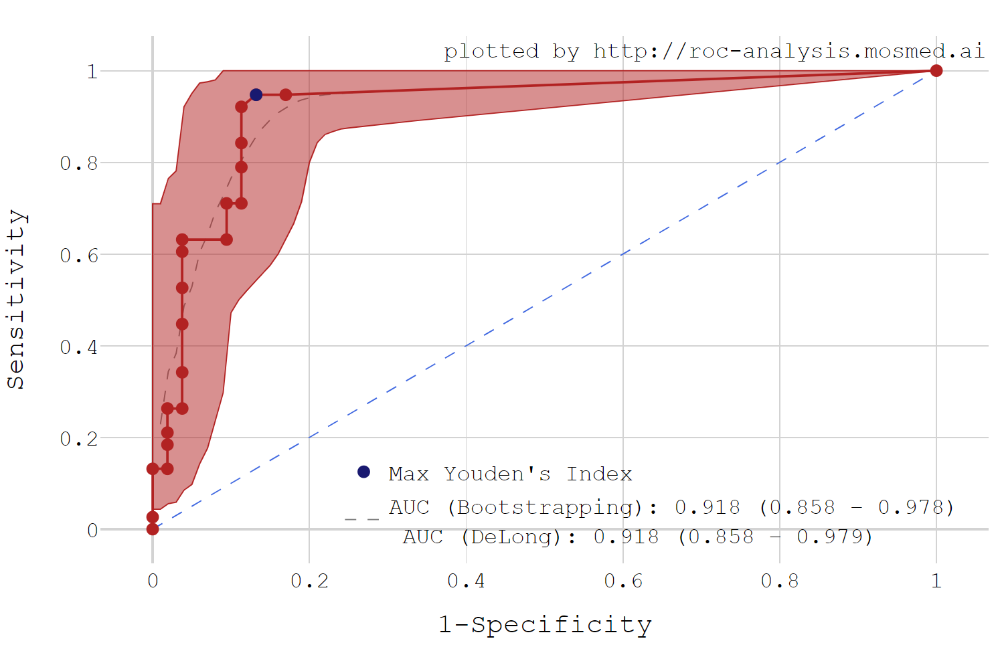 plotted by http://roc-analysis.mosmed.ai
1
0.8
0.6
0.4
0.2
0
Sensitivity
Max Youden's Index
AUC (Bootstrapping): 0.918 (0.858 – 0.978)
AUC (DeLong): 0.918 (0.858 – 0.979)
0 0.2 0.4 0.6 0.8 1
1-Specificity